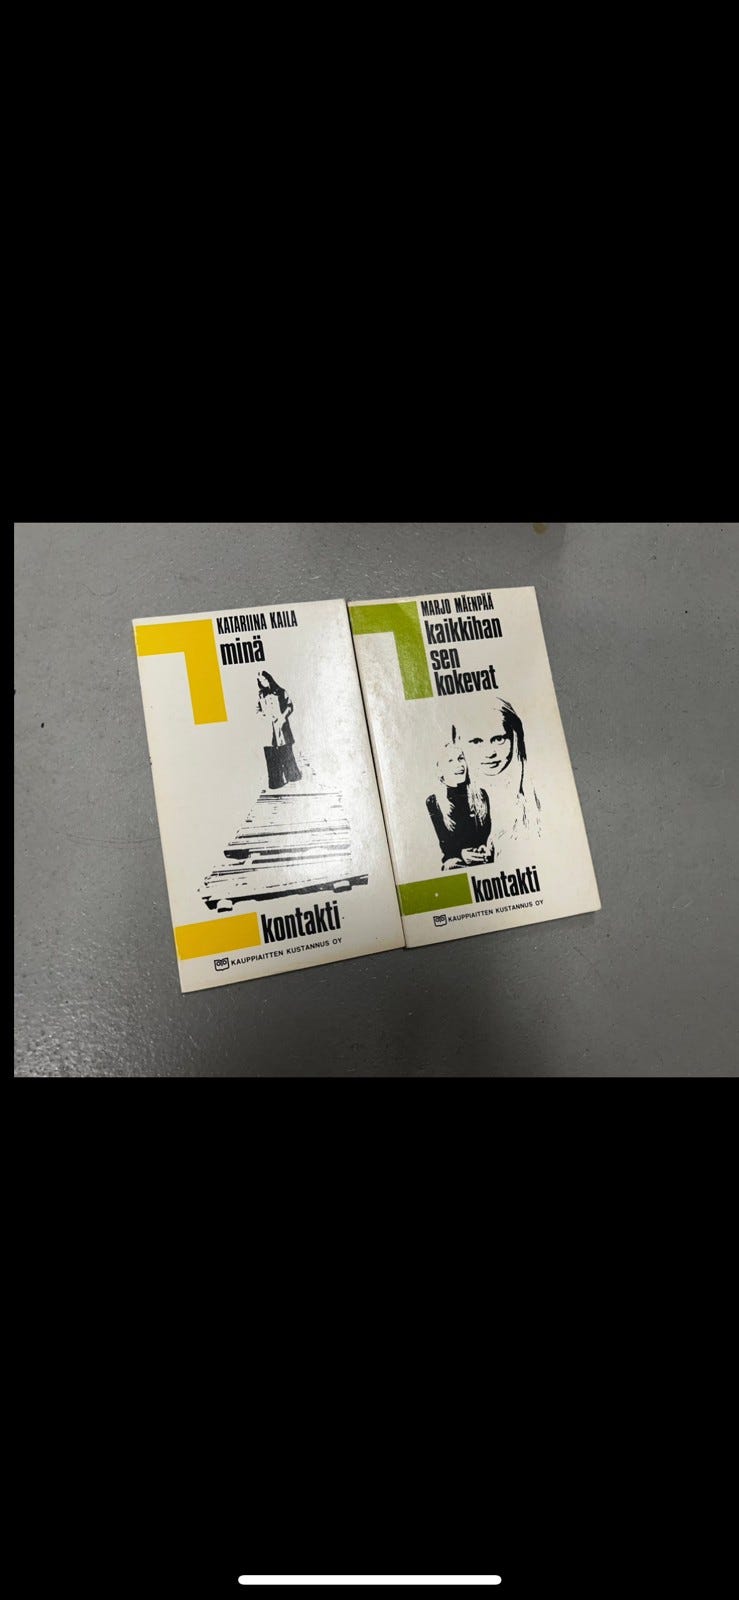 KATARIINA KAILA
minä
kontakti
KAUPPIAITTEN KUSTANNUS OY
MARJO MÄENPÄÄ
kaikkihan
sen
kokevat
kontakti
KAUPPIAITTEN KUSTANNUS OY